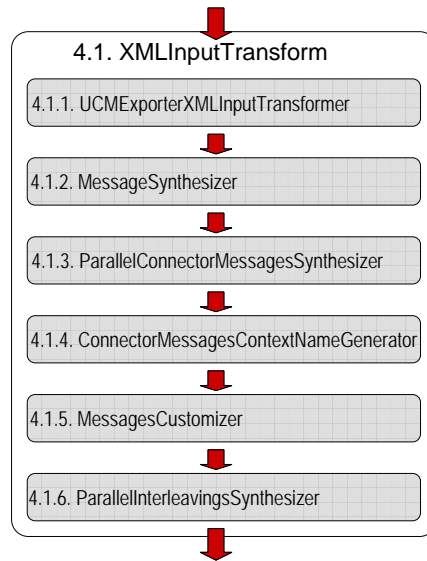 4.1. XMLInputTransform
4.1.1. UCMExporterXMLInputTransformer
4.1.2. MessageSynthesizer
4.1.3. ParallelConnectorMessagesSynthesizer
4.1.4. ConnectorMessagesContextNameGenerator
4.1.5. MessagesCustomizer
4.1.6. ParallelInterleavingsSynthesizer